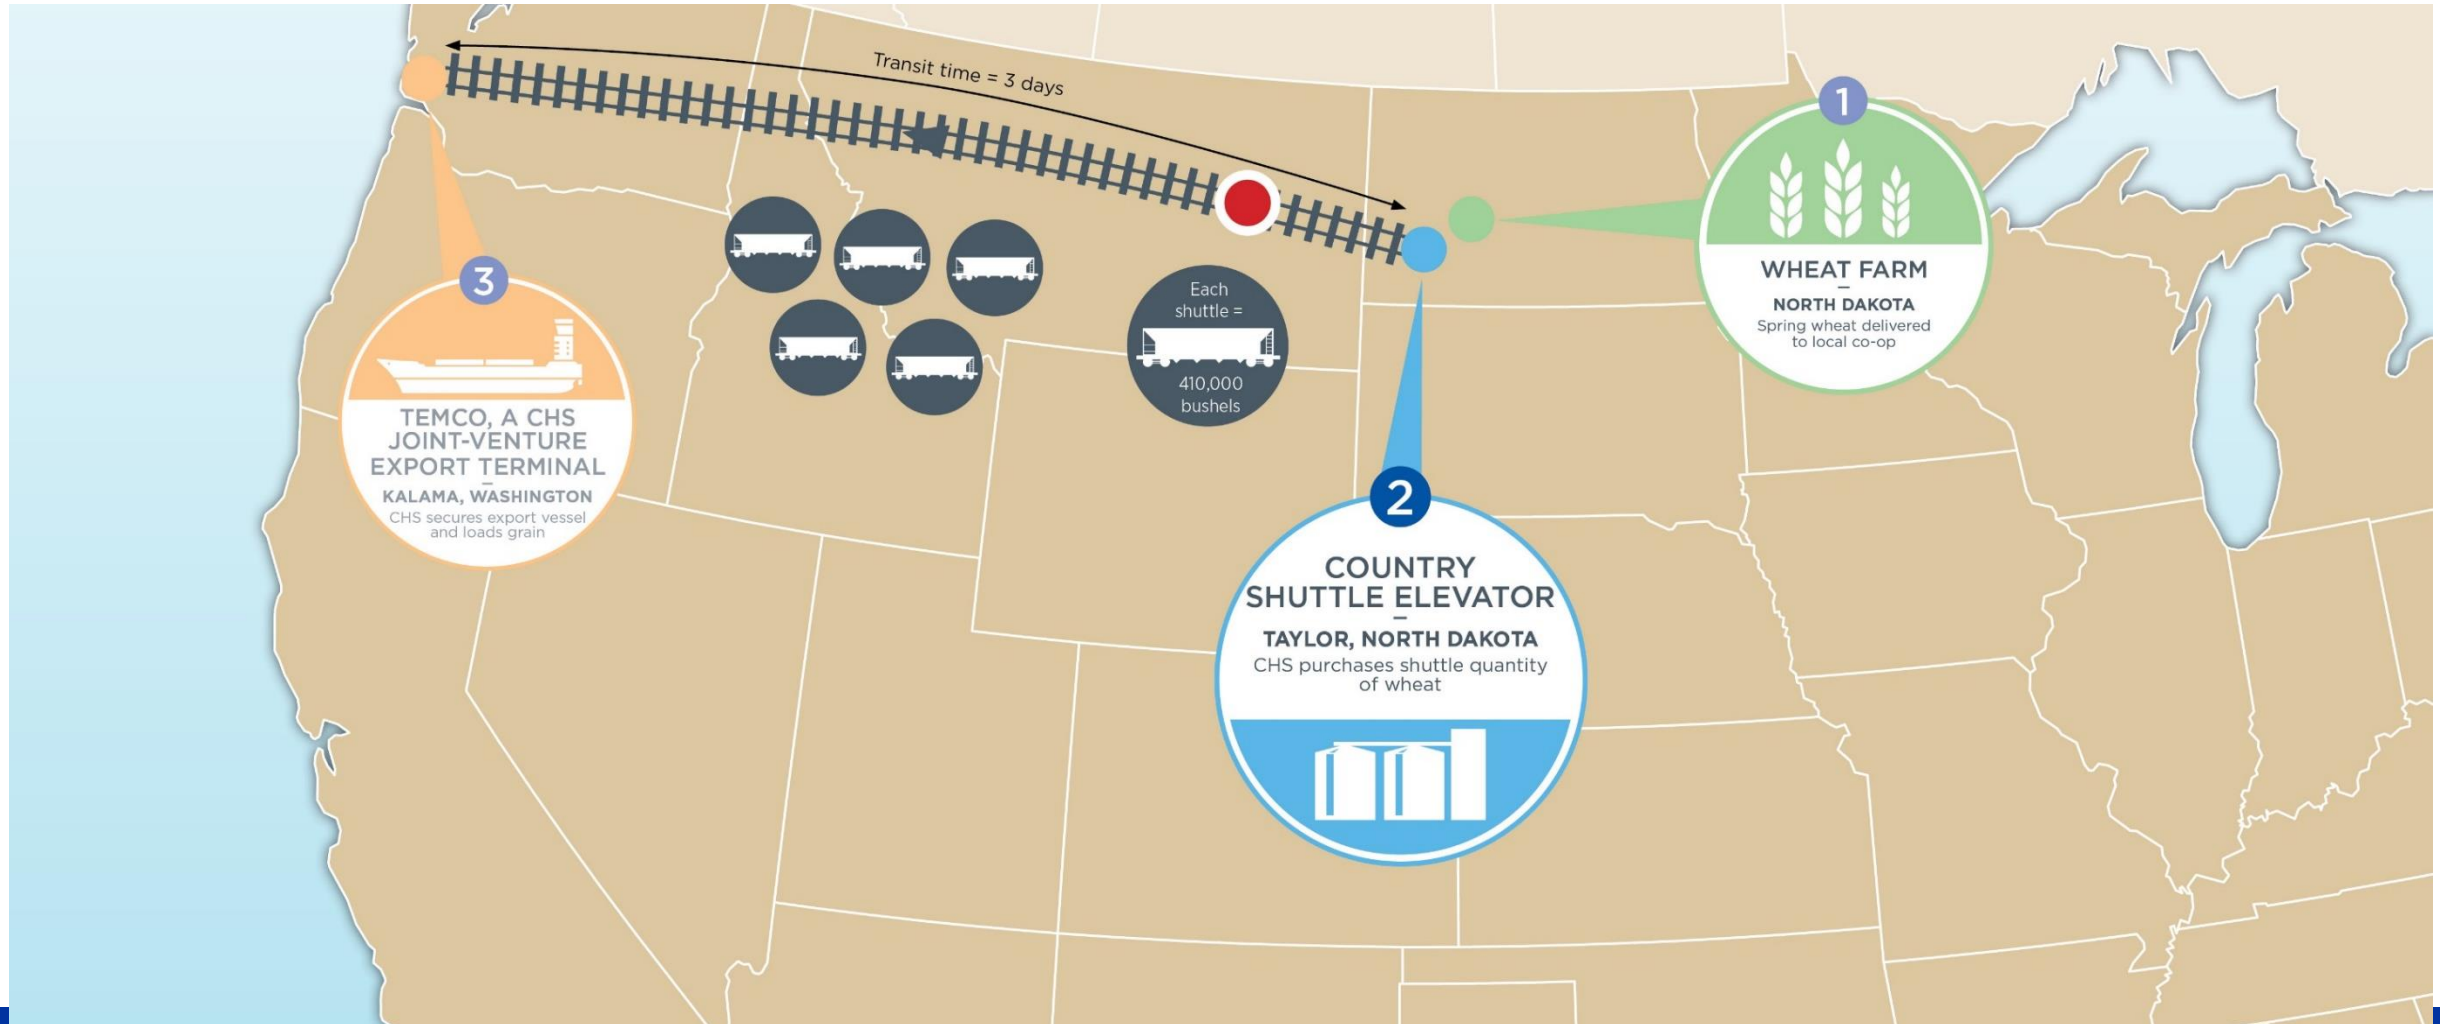 Transit time = 3 days
1
WHEAT FARM
NORTH DAKOTA
Spring wheat delivered
to local co-op
Each
shuttle =
410,000
bushels
2
COUNTRY
SHUTTLE ELEVATOR
TAYLOR, NORTH DAKOTA
CHS purchases shuttle quantity
of wheat
3
TEMCO, A CHS
JOINT-VENTURE
EXPORT TERMINAL
KALAMA, WASHINGTON
CHS secures export vessel
and loads grain